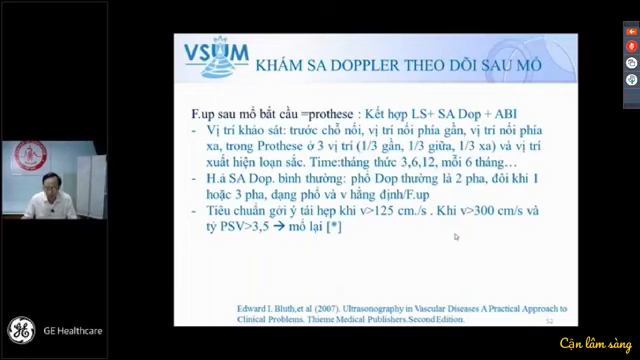 VSUM
KHÁM SA DOPPLER THEO DÕI SAU MỔ
F.up sau mổ bắt cầu =prothese : Kết hợp LS+ SA Dop + ABI
- Vị trí khảo sát: trước chỗ nối, vị trí nối phía gần, vị trí nối phía
xa, trong Prothese ở 3 vị trí (1/3 gần, 1/3 giữa, 1/3 xa) và vị trí
xuất hiện loạn sắc. Time:tháng thức 3,6,12, mỗi 6 tháng…
- H.ả SA Dop. bình thường: phổ Dop thường là 2 pha, đôi khi 1
hoặc 3 pha, dạng phổ và v hằng định/F.up
- Tiêu chuẩn gởi ý tái hẹp khi v>125 cm./s . Khi v>300 cm/s và
tỷ PSV>3,5 → mổ lại [*]
Edward I. Bluth,et al (2007). Ultrasonography in Vascular Diseases A Practical Approach to
Clinical Problems. Thieme Medical Publishers.Second Edition.
52
GE Healthcare
Cận lâm sàng